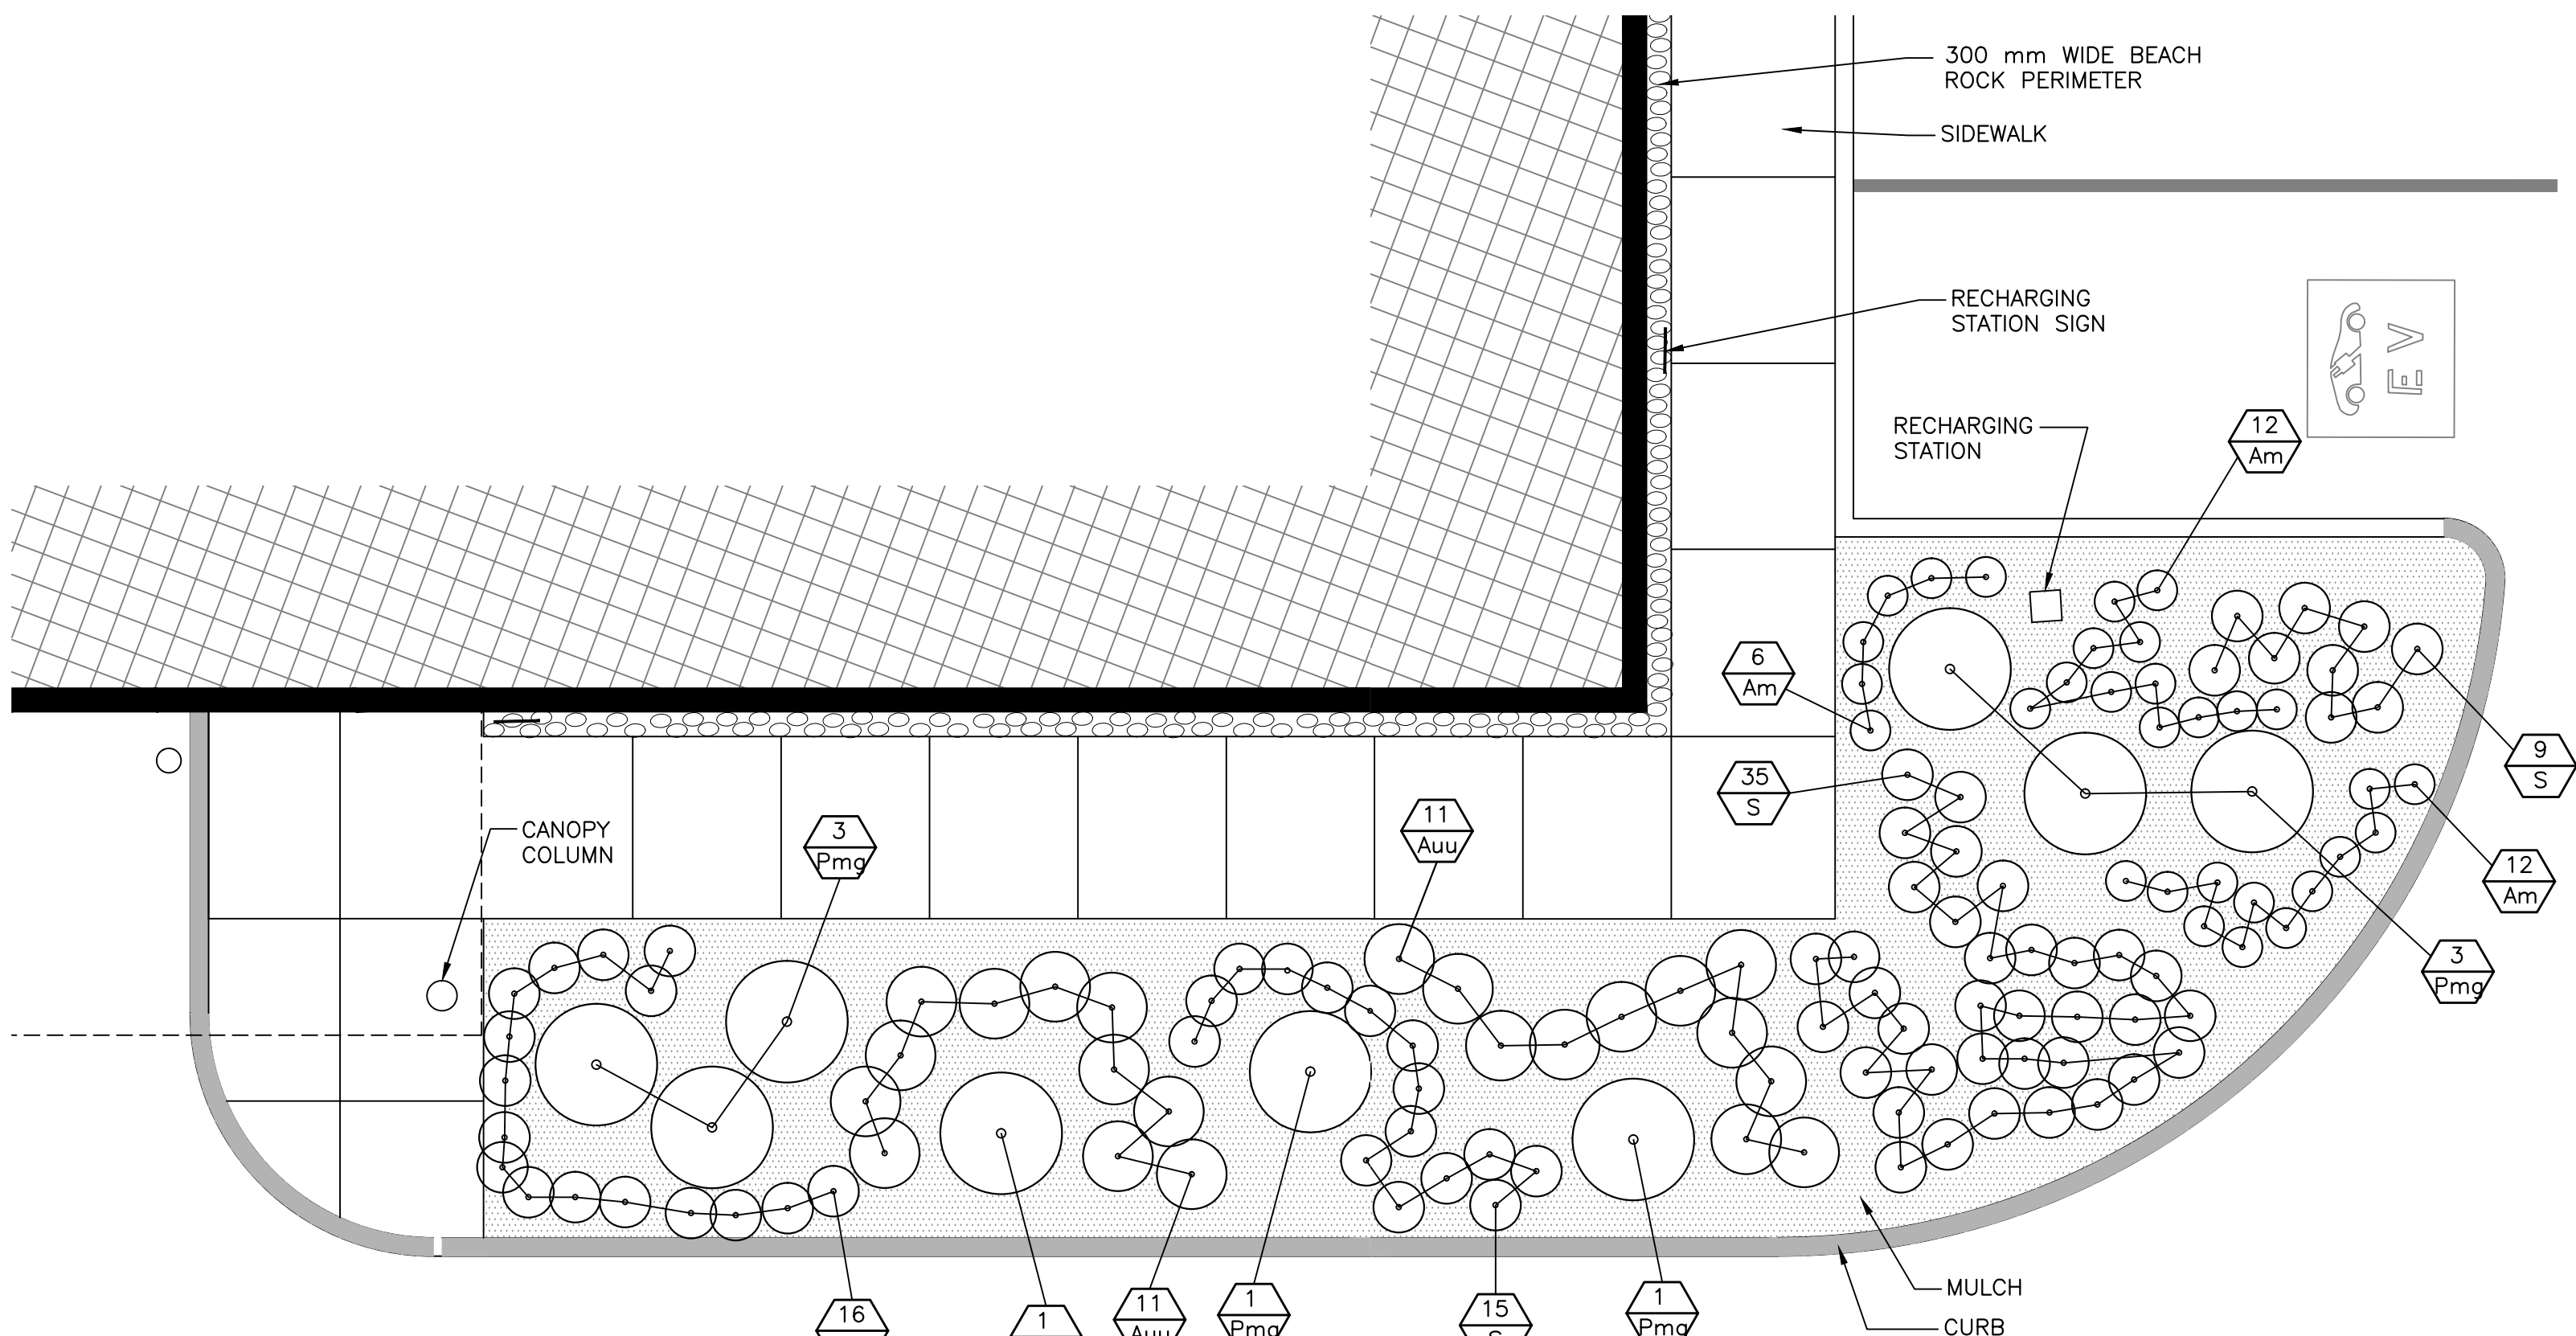 300 mm WIDE BEACH
ROCK PERIMETER
SIDEWALK
RECHARGING
STATION SIGN
EV
RECHARGING
STATION
12
Am
6
Am
35
S
9
S
12
Am
3
Pmg
CANOPY
COLUMN
3
Pmg
11
Auu
16
1
11
Auu
1
Pmg
15
S
1
Pmg
MULCH
CURB